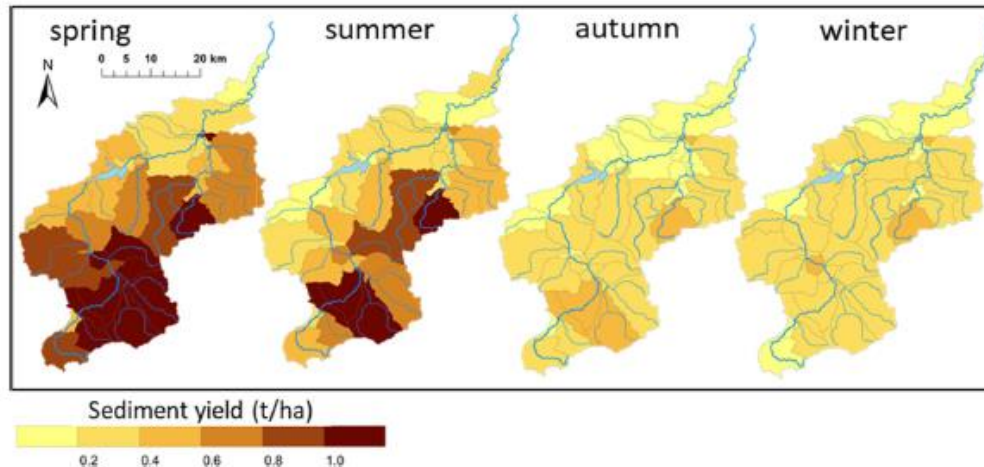 spring summer autumn winter
0 5 10 20 km
N
Sediment yield (t/ha)
0.2 0.4 0.6 0.8 1.0